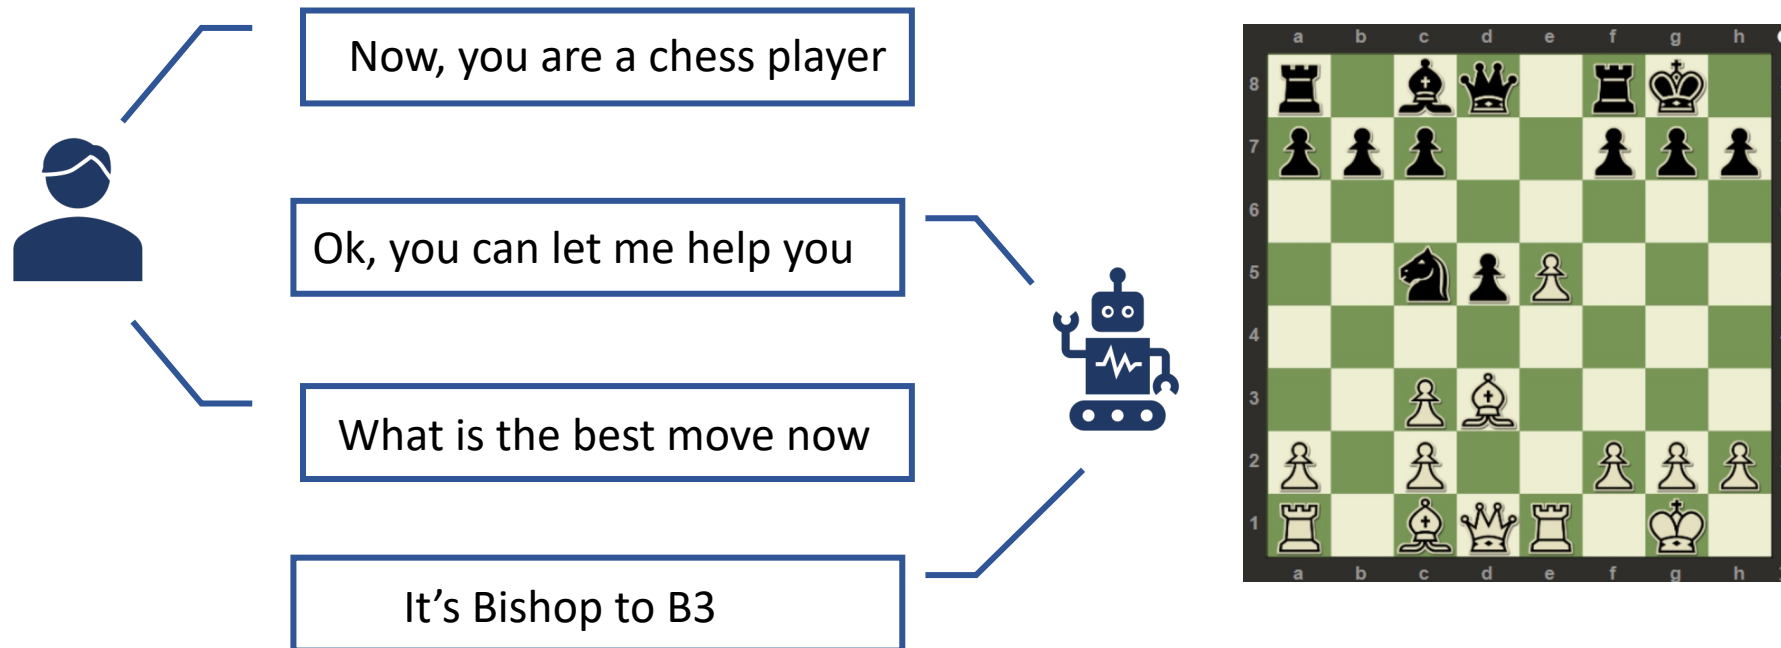 Now, you are a chess player
Ok, you can let me help you
What is the best move now
It’s Bishop to B3
a b c d e f g h
8
7
6
5
4
3
2
1
a b c d e f g h